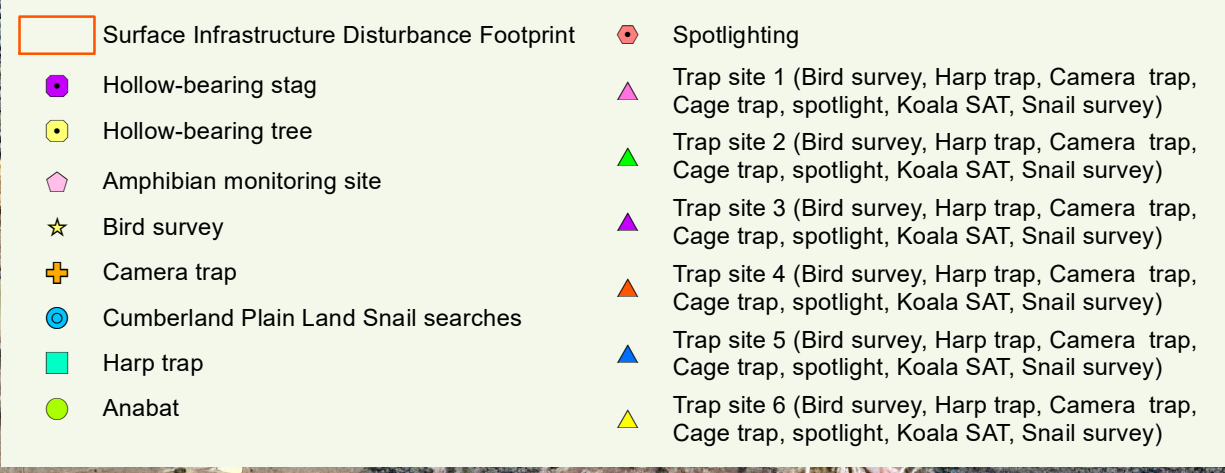 Surface Infrastructure Disturbance Footprint
Hollow-bearing stag
Hollow-bearing tree
Amphibian monitoring site
Bird survey
Camera trap
Cumberland Plain Land Snail searches
Harp trap
Anabat
Spotlighting
Trap site 1 (Bird survey, Harp trap, Camera  trap,
Cage trap, spotlight, Koala SAT, Snail survey)
Trap site 2 (Bird survey, Harp trap, Camera  trap,
Cage trap, spotlight, Koala SAT, Snail survey)
Trap site 3 (Bird survey, Harp trap, Camera  trap,
Cage trap, spotlight, Koala SAT, Snail survey)
Trap site 4 (Bird survey, Harp trap, Camera  trap,
Cage trap, spotlight, Koala SAT, Snail survey)
Trap site 5 (Bird survey, Harp trap, Camera  trap,
Cage trap, spotlight, Koala SAT, Snail survey)
Trap site 6 (Bird survey, Harp trap, Camera  trap,
Cage trap, spotlight, Koala SAT, Snail survey)